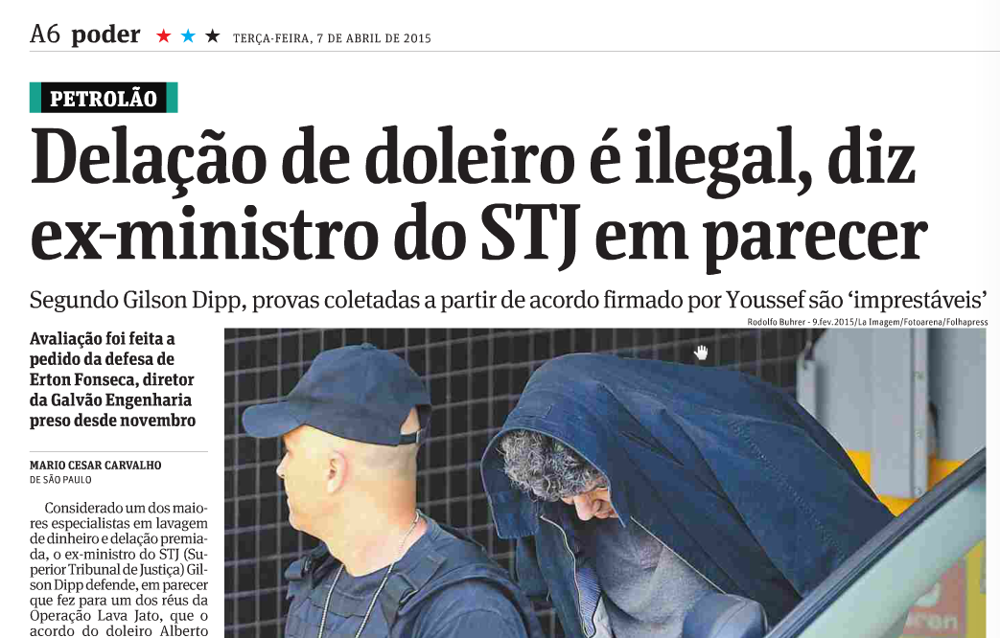 A6 poder ★ ★ ★ TERÇA-FEIRA, 7 DE ABRIL DE 2015
PETROLÃO
Delação de doleiro é ilegal, diz
ex-ministro do STJ em parecer
Segundo Gilson Dipp, provas coletadas a partir de acordo firmado por Youssef são ‘imprestáveis’
Rodolfo Buhrer - 9.fev.2015/La Imagem/Fotoarena/Folhapress
Avaliação foi feita a
pedido da defesa de
Erton Fonseca, diretor
da Galvão Engenharia
preso desde novembro
MARIO CESAR CARVALHO
DE SÃO PAULO
Considerado um dos maio-
res especialistas em lavagem
de dinheiro e delação premia-
da, o ex-ministro do STJ (Su-
perior Tribunal de Justiça) Gil-
son Dipp defende, em parecer
que fez para um dos réus da
Operação Lava Jato, que o
acordo do doleiro Alberto